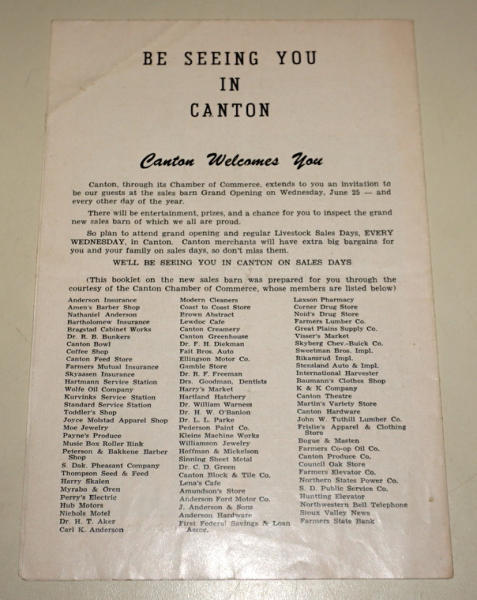 BE SEEING YOU
IN
CANTON
Canton Welcomes You
Canton, through its Chamber of Commerce, extends to you an invitation to
be our guests at the sales barn Grand Opening on Wednesday, June 25 — and
every other day of the year.
There will be entertainment, prizes, and a chance for you to inspect the grand
new sales barn of which we all are proud.
So plan to attend grand opening and regular Livestock Sales Days, EVERY
WEDNESDAY, in Canton. Canton merchants will have extra big bargains for
you and your family on sales days, so don't miss them.
WE'LL BE SEEING YOU IN CANTON ON SALES DAYS
(This booklet on the new sales barn was prepared for you through the
courtesy of the Canton Chamber of Commerce, whose members are listed below)
Anderson Insurance
Amen's Barber Shop
Nathaniel Anderson
Bartholomew Insurance
Bragstad Cabinet Works
Dr. R. B. Bunkers
Canton Bowl
Coffee Shop
Canton Feed Store
Farmers Mutual Insurance
Skyaasen Insurance
Hartmann Service Station
Wolfe Oil Company
Kurvinks Service Station
Standard Service Station
Toddler's Shop
Joyce Molstad Apparel Shop
Moe Jewelry
Payne's Produce
Music Box Roller Rink
Peterson & Bakkene Barber
Shop
S. Dak. Pheasant Company
Thompson Seed & Feed
Harry Skalen
Myrabo & Oren
Perry's Electric
Hub Motors
Nichols Motel
Dr. H. T. Aker
Carl K. Anderson
Modern Cleaners
Coast to Coast Store
Brown Abstract
Lewdoc Cafe
Canton Creamery
Canton Greenhouse
Dr. F. H. Diekman
Fait Bros. Auto
Ellingson Motor Co.
Gamble Store
Dr. R. F. Freeman
Drs. Goodman, Dentists
Harry's Market
Hartland Hatchery
Dr. William Warness
Dr. H. W. O'Banion
Dr. L. L. Parke
Pederson Paint Co.
Kleins Machine Works
Williamson Jewelry
Hoffman & Mickelson
Sinning Sheet Metal
Dr. C. D. Green
Canton Block & Tile Co.
Lena's Cafe
Amundson's Store
Anderson Ford Motor Co.
J. Anderson & Sons
Anderson Hardware
First Federal Savings & Loan
Assoc.
Laxson Pharmacy
Corner Drug Store
Noid's Drug Store
Farmers Lumber Co.
Great Plains Supply Co.
Visser's Market
Skyberg Chev.-Buick Co.
Sweetman Bros. Impl.
Rikansrud Impl.
Stensland Auto & Impl.
International Harvester
Baumann's Clothes Shop
K & K Company
Canton Theatre
Martin's Variety Store
Canton Hardware
John W. Tuthill Lumber Co.
Frislie's Apparel & Clothing
Store
Bogue & Masten
Farmers Co-op Oil Co.
Canton Produce Co.
Council Oak Store
Farmers Elevator Co.
Northern States Power Co.
S. D. Public Service Co.
Hunting Elevator
Northwestern Bell Telephone
Sioux Valley News
Farmers State Bank